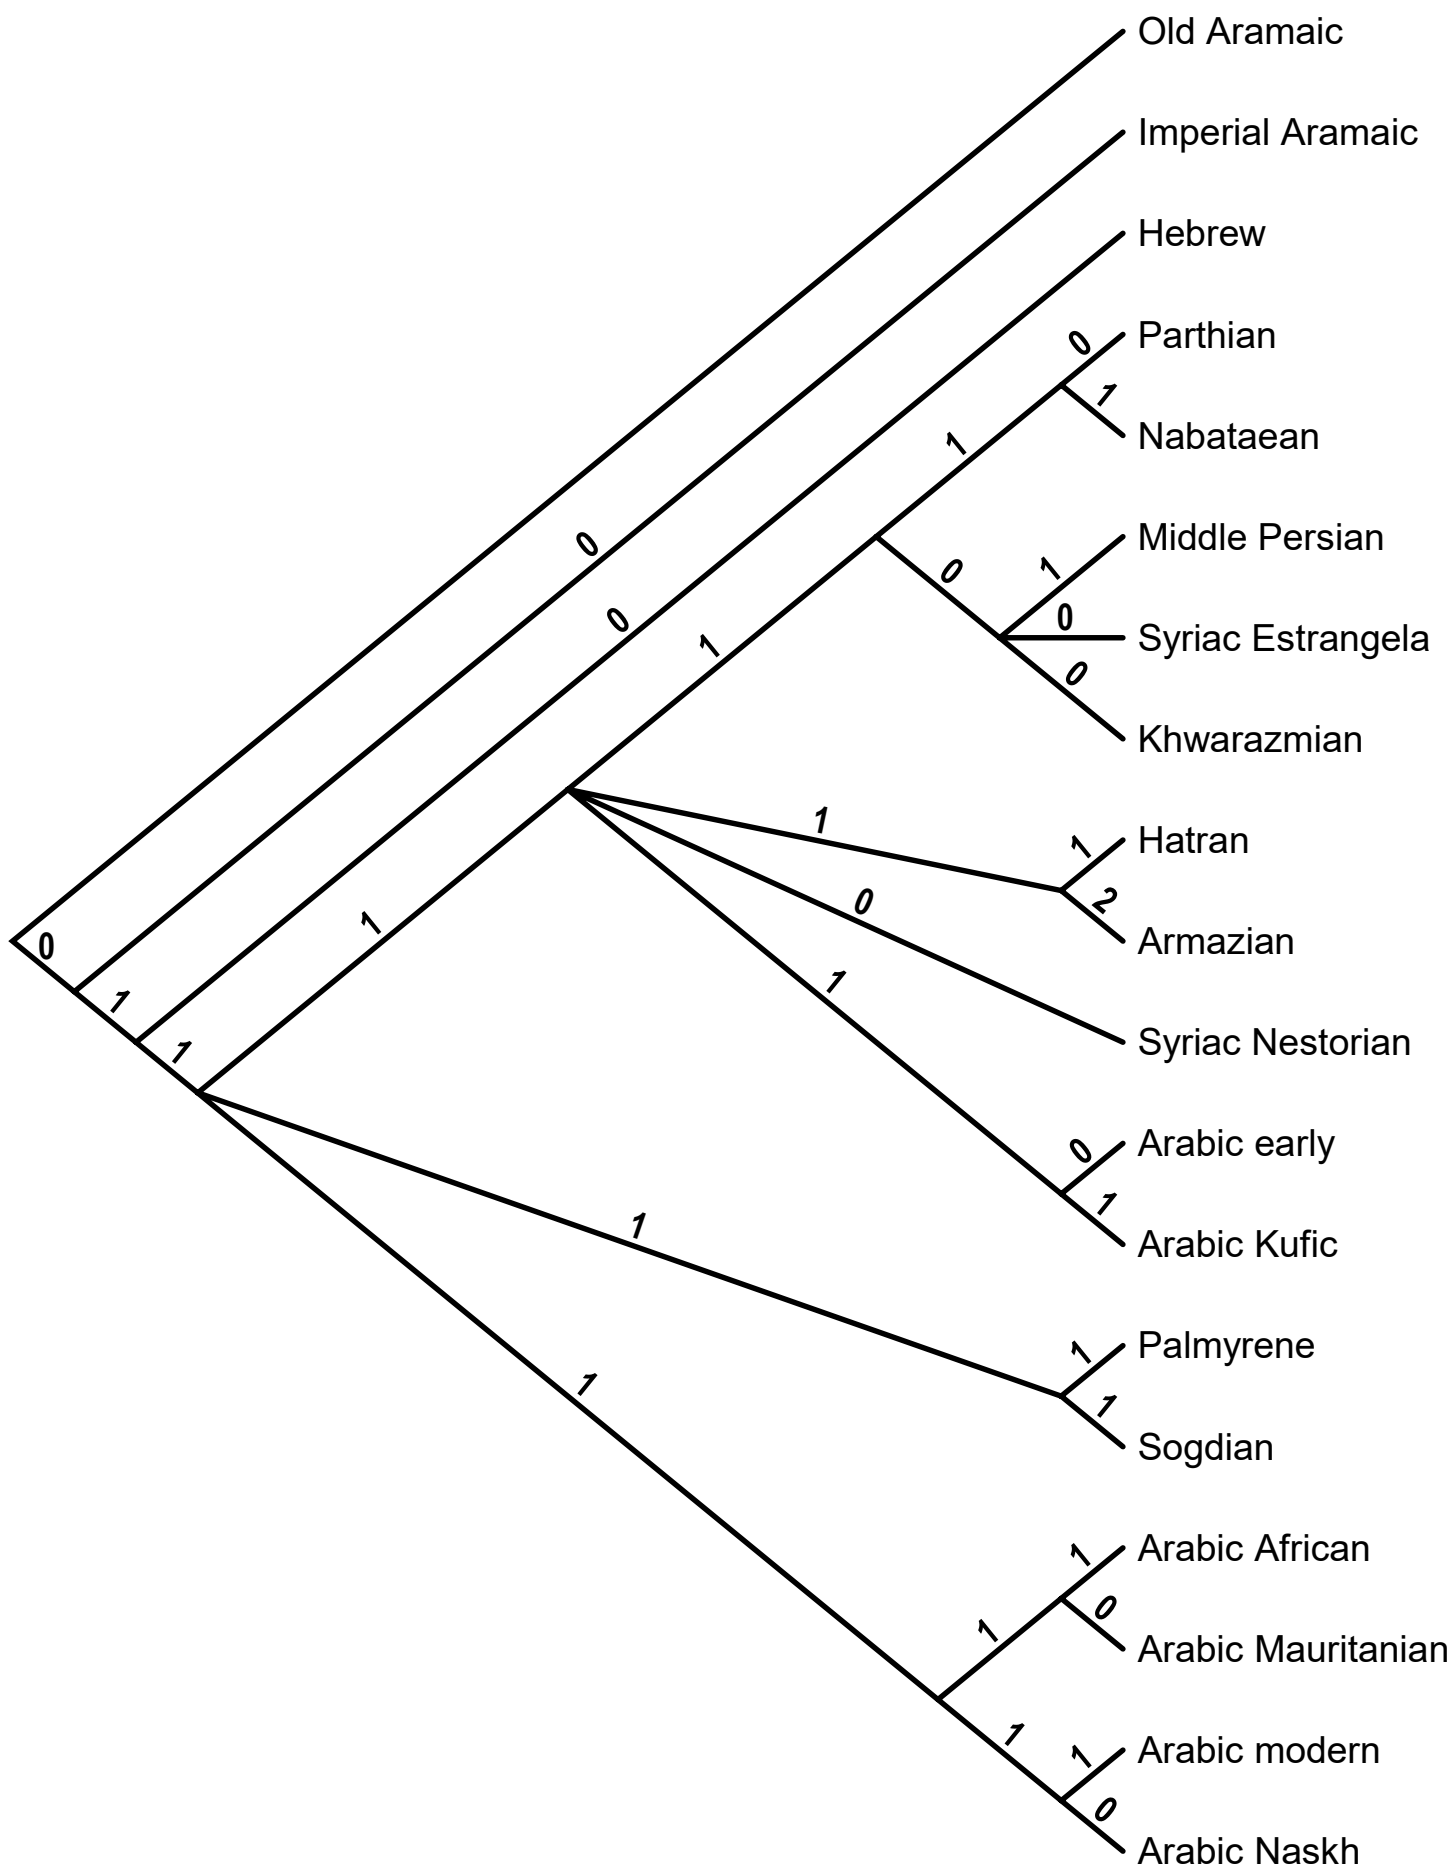 Old Aramaic
Imperial Aramaic
Hebrew
0
Parthian
1
Nabataean
1
Middle Persian
1
0
0
Syriac Estrangela
0
0
1
0
Khwarazmian
1
1
Hatran
2
0
Armazian
1
0
1
1
Syriac Nestorian
1
0
Arabic early
1
Arabic Kufic
1
1
Palmyrene
1
1
Sogdian
1
Arabic African
0
1
Arabic Mauritanian
1
1
Arabic modern
0
Arabic Naskh